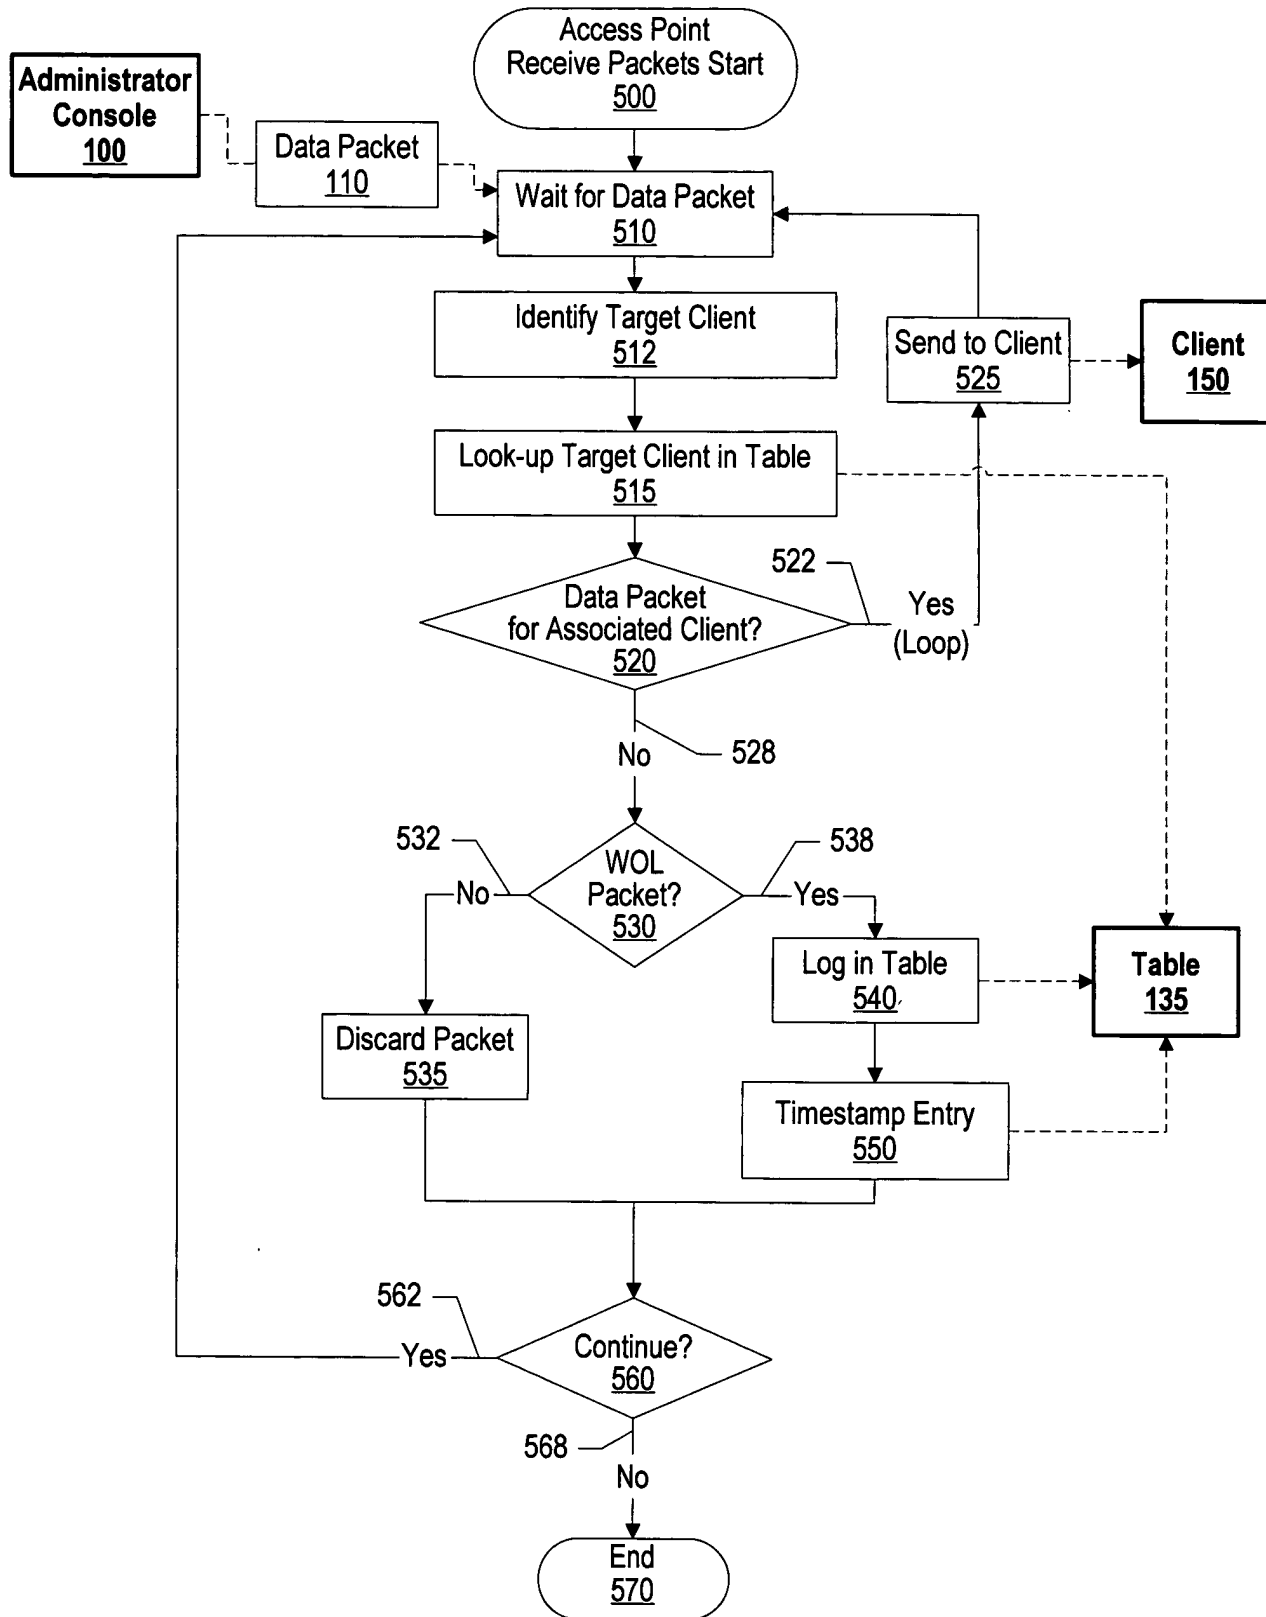 Access Point
Receive Packets Start
500
Administrator
Console
100
Data Packet
110
Wait for Data Packet
510
Identify Target Client
512
Send to Client
525
Client
150
Look-up Target Client in Table
515
522
Data Packet
for Associated Client?
520
Yes
(Loop)
528
No
532
538
WOL
Packet?
530
No
Yes
Log in Table
540
Table
135
Discard Packet
535
Timestamp Entry
550
562
Continue?
560
Yes
568
No
End
570